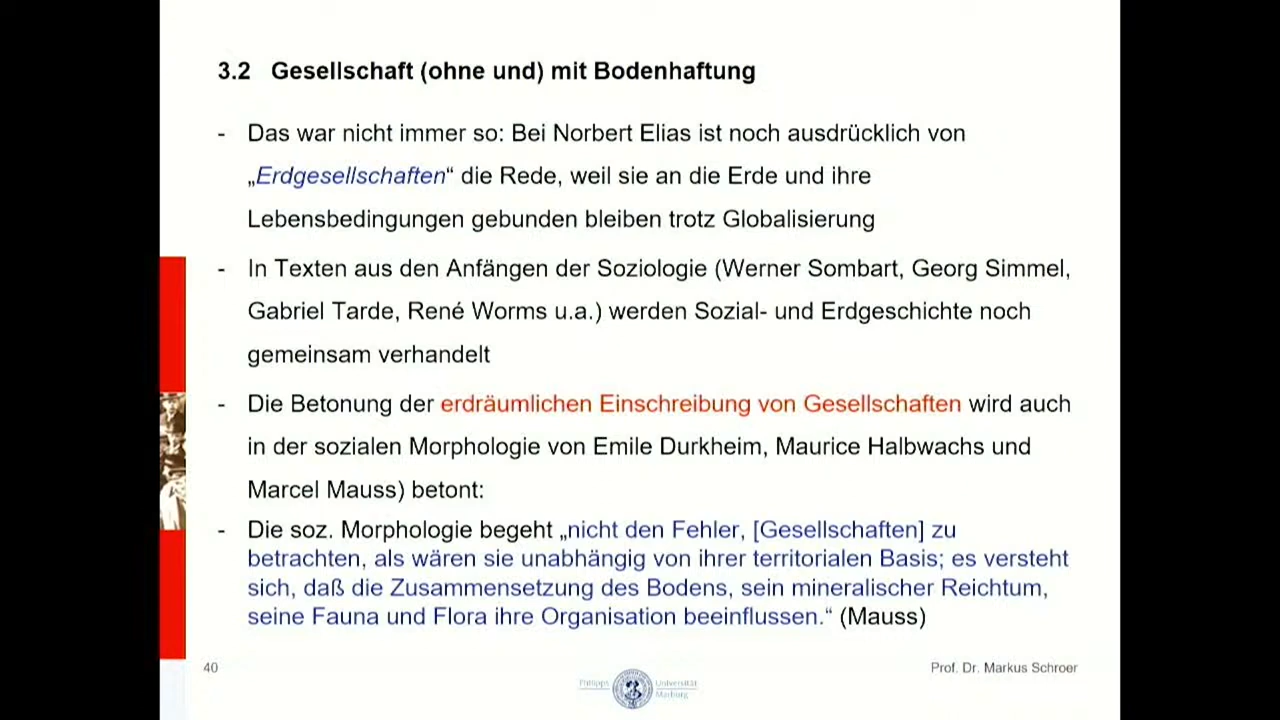 3.2 Gesellschaft (ohne und) mit Bodenhaftung
- Das war nicht immer so: Bei Norbert Elias ist noch ausdrücklich von
„Erdgesellschaften“ die Rede, weil sie an die Erde und ihre
Lebensbedingungen gebunden bleiben trotz Globalisierung
- In Texten aus den Anfängen der Soziologie (Werner Sombart, Georg Simmel,
Gabriel Tarde, René Worms u.a.) werden Sozial- und Erdgeschichte noch
gemeinsam verhandelt
- Die Betonung der erdräumlichen Einschreibung von Gesellschaften wird auch
in der sozialen Morphologie von Emile Durkheim, Maurice Halbwachs und
Marcel Mauss) betont:
- Die soz. Morphologie begeht „nicht den Fehler, [Gesellschaften] zu
betrachten, als wären sie unabhängig von ihrer territorialen Basis; es versteht
sich, daß die Zusammensetzung des Bodens, sein mineralischer Reichtum,
seine Fauna und Flora ihre Organisation beeinflussen.“ (Mauss)
40
Prof. Dr. Markus Schroer
Philipps Universität
Marburg